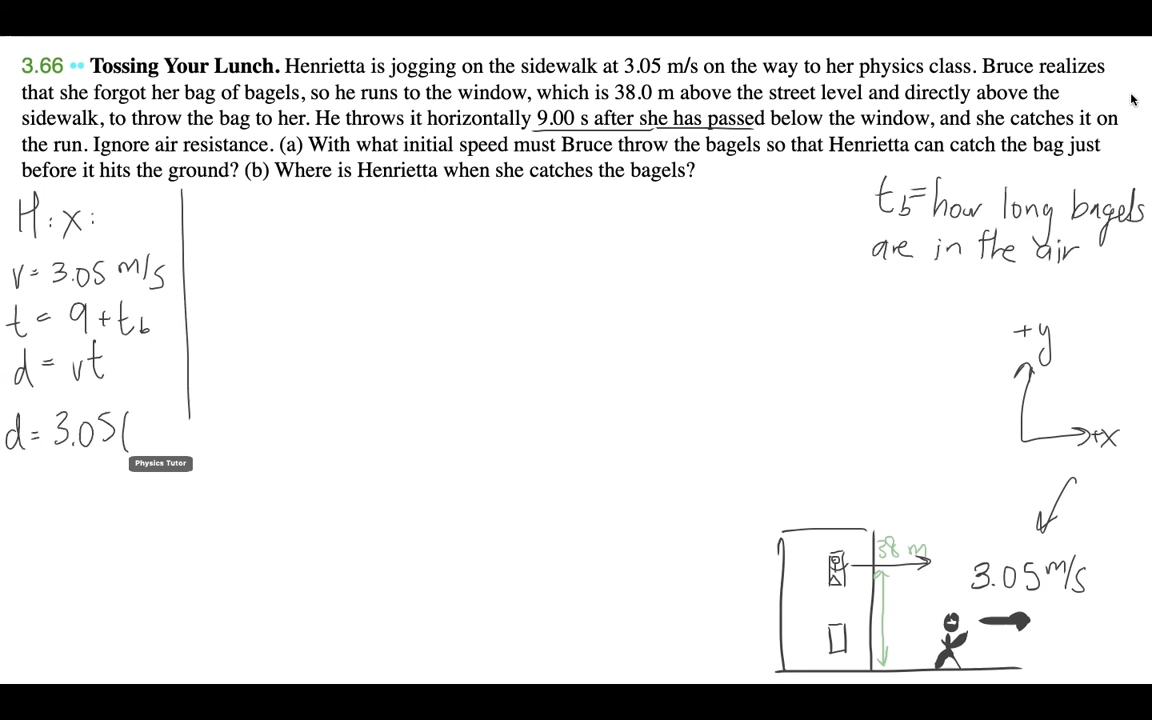 3.66 •• Tossing Your Lunch. Henrietta is jogging on the sidewalk at 3.05 m/s on the way to her physics class. Bruce realizes
that she forgot her bag of bagels, so he runs to the window, which is 38.0 m above the street level and directly above the
sidewalk, to throw the bag to her. He throws it horizontally 9.00 s after she has passed below the window, and she catches it on
the run. Ignore air resistance. (a) With what initial speed must Bruce throw the bagels so that Henrietta can catch the bag just
before it hits the ground? (b) Where is Henrietta when she catches the bagels?
H: x:
v = 3.05 m/s
t = 9 + tb
d = vt
d = 3.05(
Physics Tutor
tb = how long bagels
are in the air
+y
+x
38 m
3.05 m/s